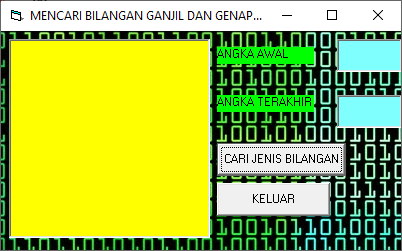 MENCARI BILANGAN GANJIL DAN GENAP...
ANGKA AWAL
ANGKA TERAKHIR
CARI JENIS BILANGAN
KELUAR